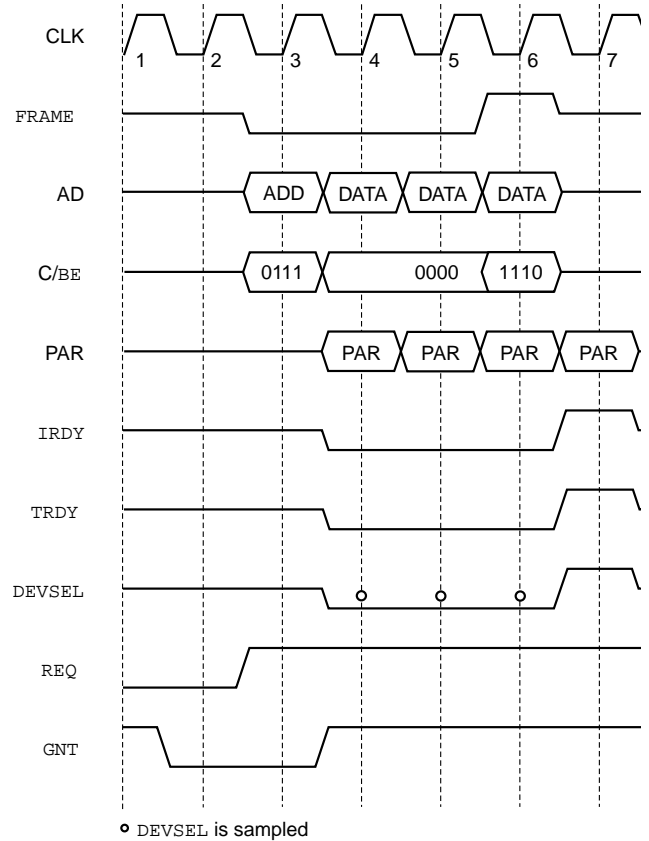 CLK
1 2 3 4 5 6 7
FRAME
AD ADD DATA DATA DATA
C/BE 0111 0000 1110
PAR PAR PAR PAR PAR
IRDY
TRDY
DEVSEL
REQ
GNT
DEVSEL is sampled